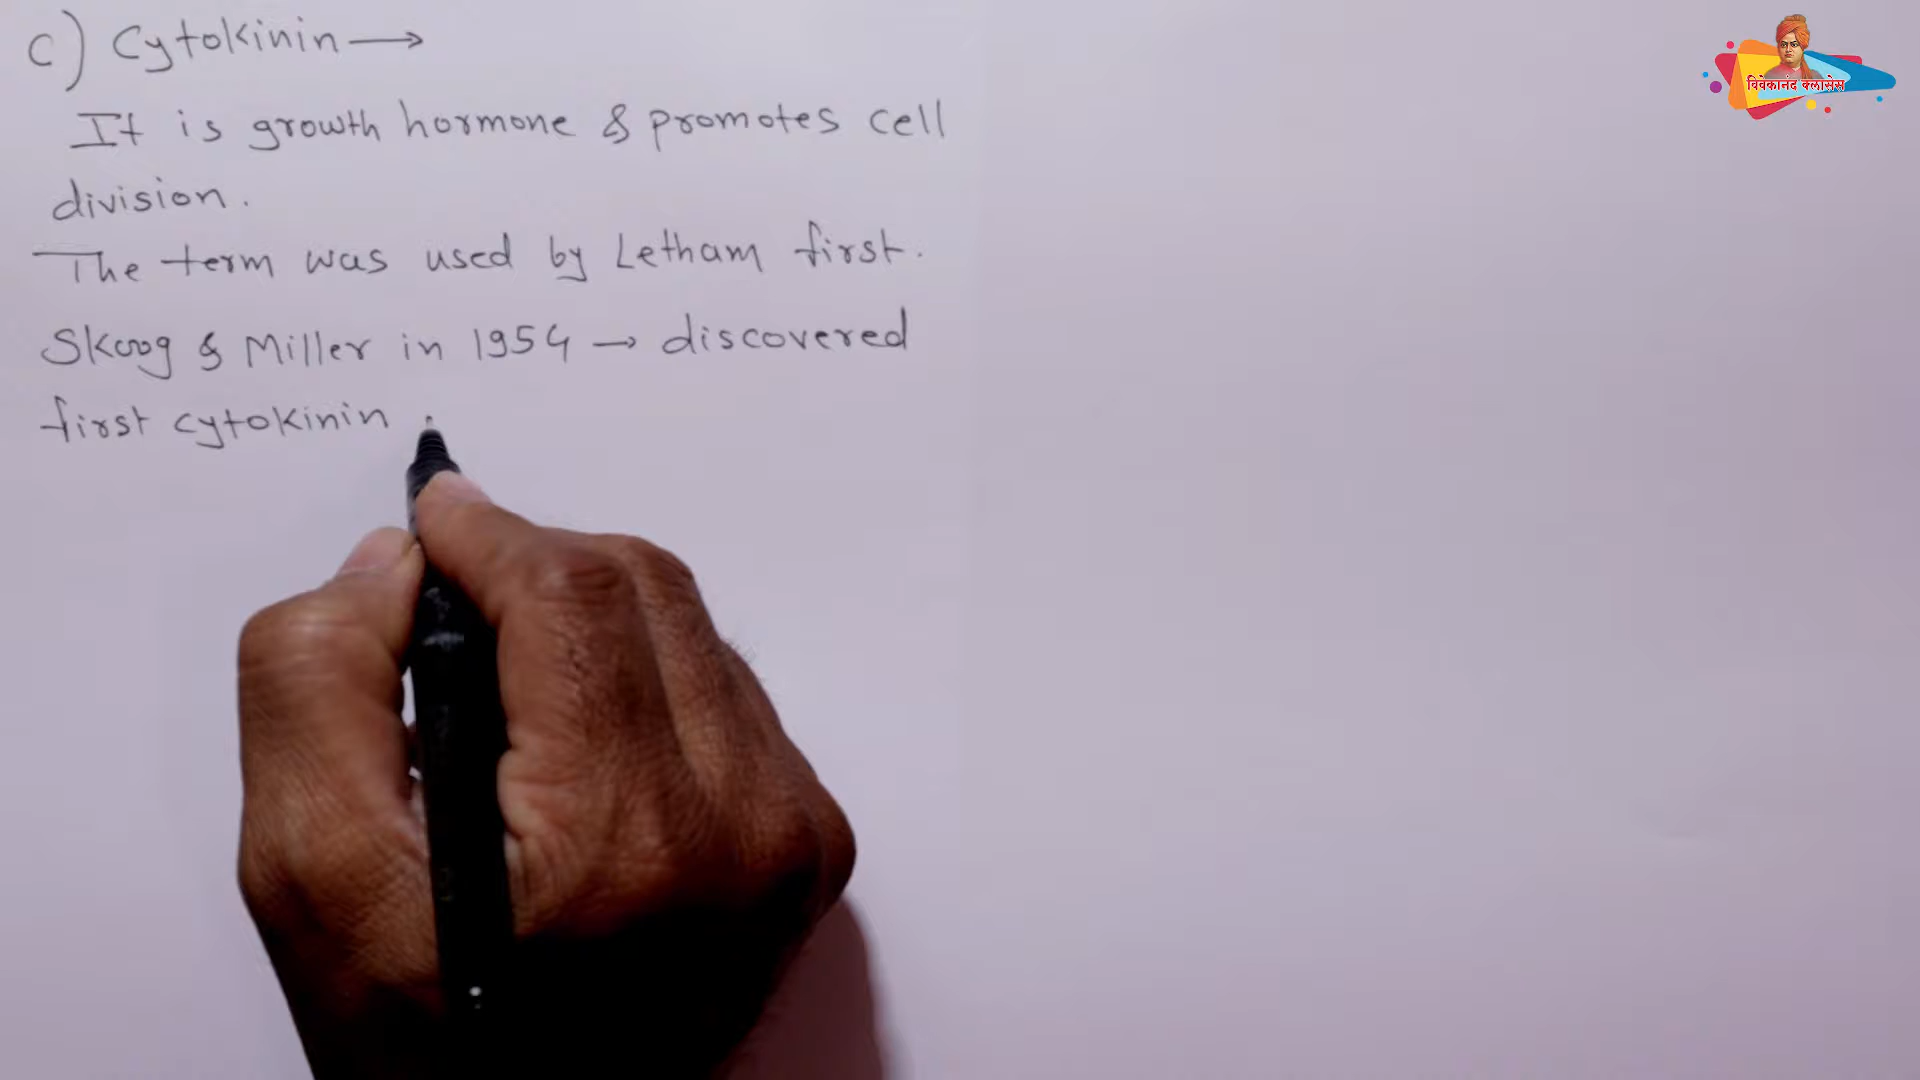 C) Cytokinin →
It is growth hormone & promotes cell
division.
The term was used by Letham first.
Skoog & Miller in 1954 → discovered
first cytokinin .
विवेकानंद क्लासेस